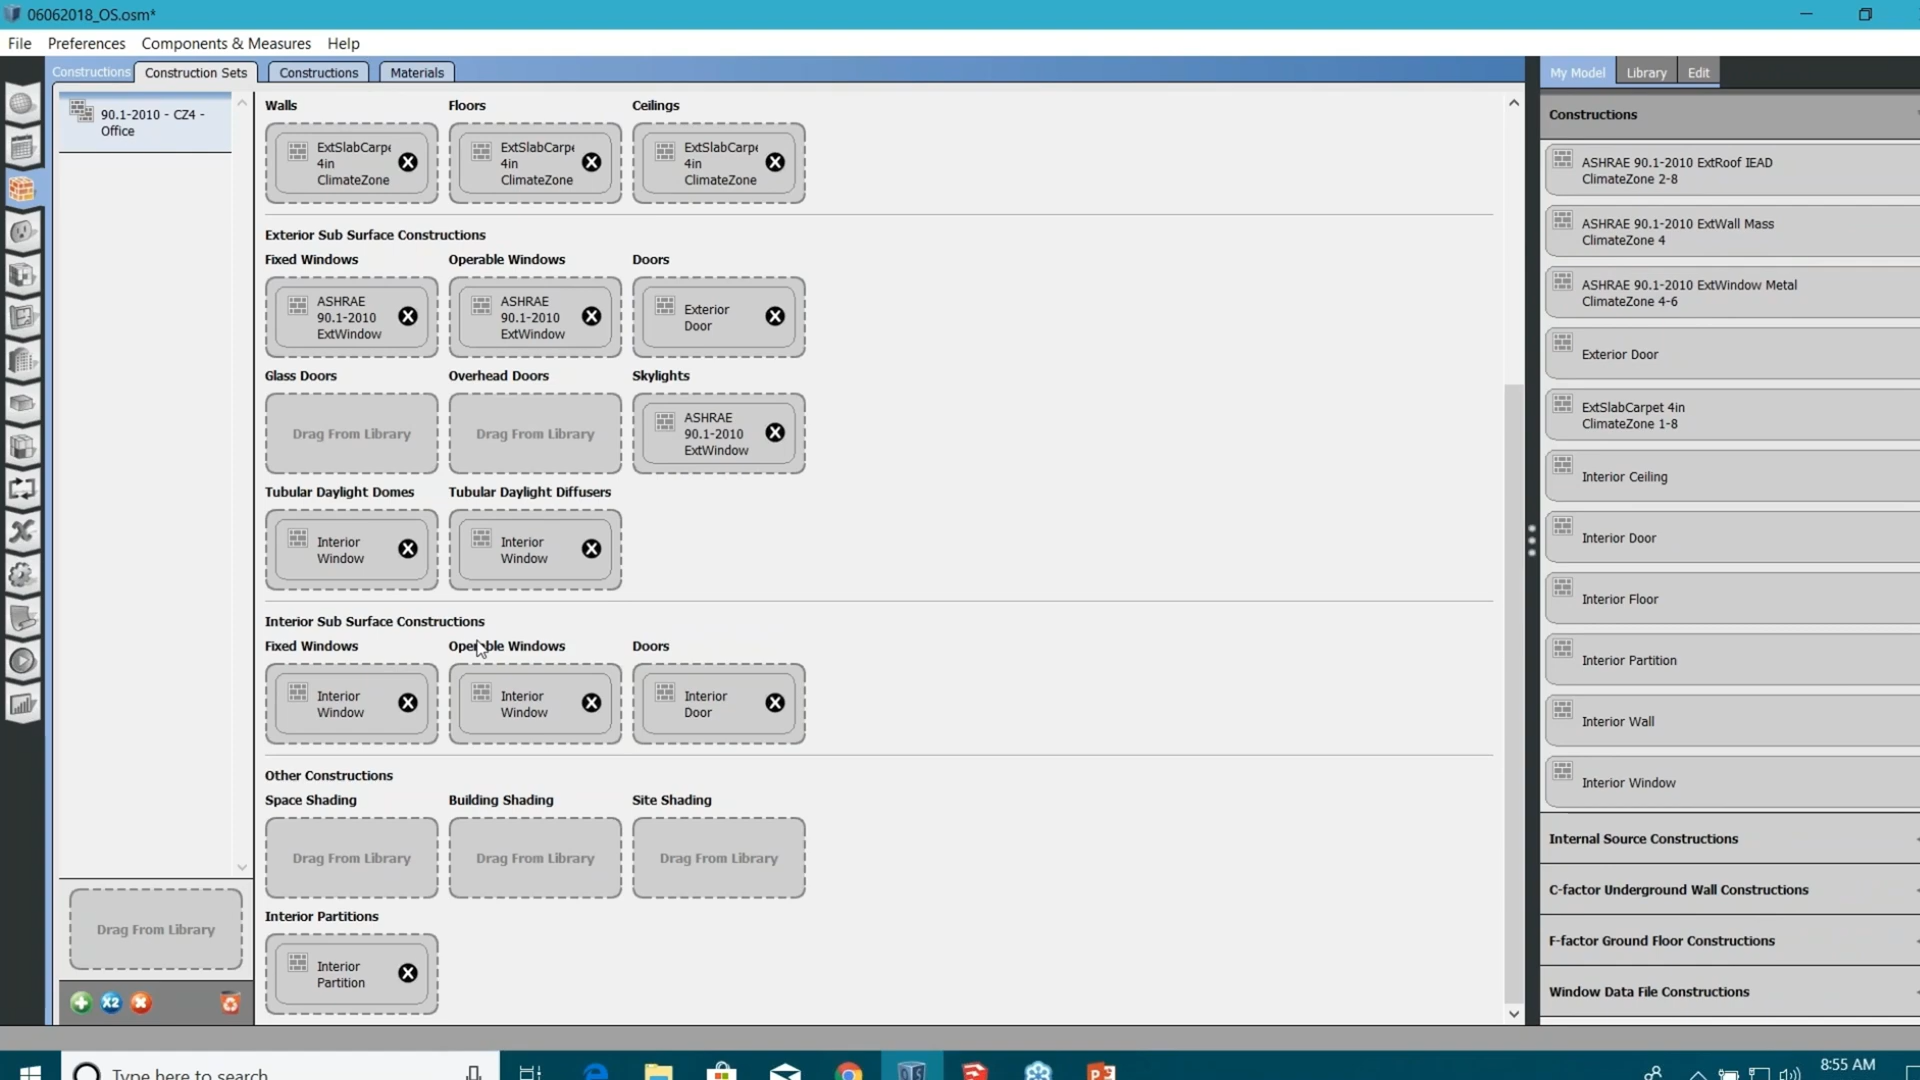 06062018_OS.osm*
File Preferences Components & Measures Help
Constructions Construction Sets Constructions Materials
My Model Library Edit
90.1-2010 - CZ4 -
Office
Drag From Library
X2
Walls Floors Ceilings
ExtSlabCarpe
4in
ClimateZone
ExtSlabCarpe
4in
ClimateZone
ExtSlabCarpe
4in
ClimateZone
Exterior Sub Surface Constructions
Fixed Windows Operable Windows Doors
ASHRAE
90.1-2010
ExtWindow
ASHRAE
90.1-2010
ExtWindow
Exterior
Door
Glass Doors Overhead Doors Skylights
Drag From Library
Drag From Library
ASHRAE
90.1-2010
ExtWindow
Tubular Daylight Domes Tubular Daylight Diffusers
Interior
Window
Interior
Window
Interior Sub Surface Constructions
Fixed Windows Operable Windows Doors
Interior
Window
Interior
Window
Interior
Door
Other Constructions
Space Shading Building Shading Site Shading
Drag From Library
Drag From Library
Drag From Library
Interior Partitions
Interior
Partition
Constructions
ASHRAE 90.1-2010 ExtRoof IEAD
ClimateZone 2-8
ASHRAE 90.1-2010 ExtWall Mass
ClimateZone 4
ASHRAE 90.1-2010 ExtWindow Metal
ClimateZone 4-6
Exterior Door
ExtSlabCarpet 4in
ClimateZone 1-8
Interior Ceiling
Interior Door
Interior Floor
Interior Partition
Interior Wall
Interior Window
Internal Source Constructions
C-factor Underground Wall Constructions
F-factor Ground Floor Constructions
Window Data File Constructions
Type here to search
8:55 AM